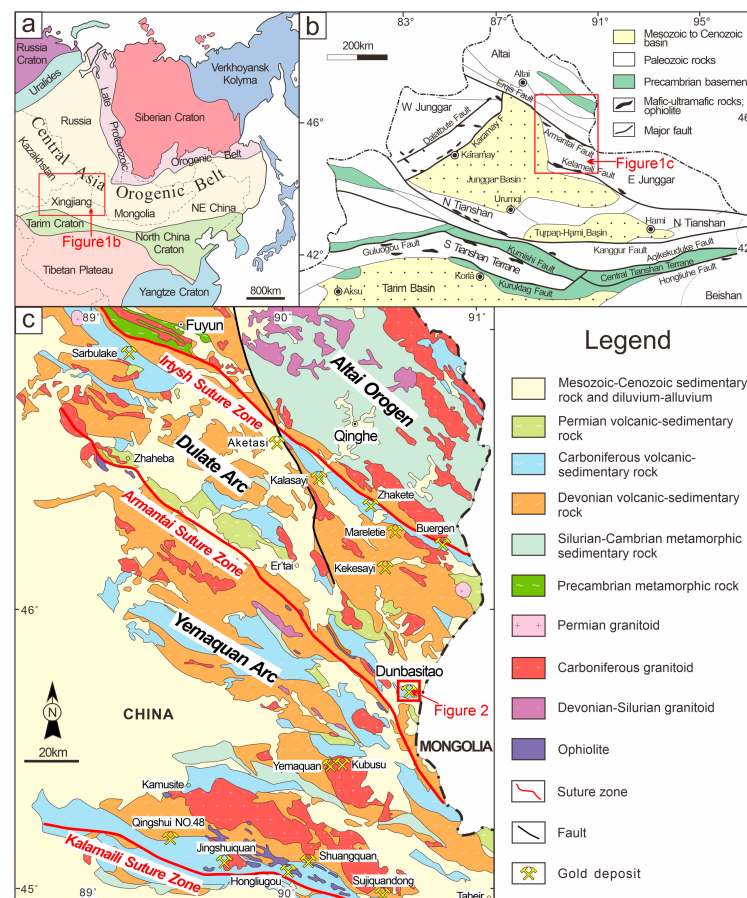 a
Russia
Craton
Uralides
Late
Proterozoic
Orogenic Belt
Siberian Craton
Verkhoyansk
Kolyma
Russia
Central Asia Orogenic Belt
Kazakhstan
Xingjiang
Mongolia
NE China
Tarim Craton
Figure1b
North China
Craton
Tibetan Plateau
Yangtze Craton
800km
b
83°
87°
91°
95°
200km
46°
42°
46
42
Altai
Altai
Erqis Fault
W Junggar
Dalabute Fault
Karamay F
Karamay
Armantai Fault
Kelameili Fault
Figure1c
E Junggar
Junggar Basin
Urumqi
N Tianshan
Turpan-Hami Basin
Hami
N Tianshan
Kanggur Fault
Guluogou Fault
S Tianshan Terrane
Kumishi Fault
Aqikekuduke Fault
Central Tianshan Terrane
Hongliuhe Fault
Korla
Kuruktag Fault
Aksu
Tarim Basin
Beishan
Mesozoic to Cenozoic
basin
Paleozoic rocks
Precambrian basement
Mafic-ultramafic rocks;
ophiolite
Major fault
c
89°
90°
91°
Fuyun
Sarbulake
Irtysh Suture Zone
Altai Orogen
Qinghe
Aketasi
Dulate Arc
Zhaheba
Kalasayi
Zhakete
Armantai Suture Zone
Mareletie
Buergen
Er'tai
Kekesayi
46°
46°
Yemaquan Arc
Dunbasitao
Figure 2
N
20km
CHINA
MONGOLIA
Yemaquan
Kubusu
Kamusite
Qingshui NO.48
Jingshuiquan
Shuangquan
Kalamaili Suture Zone
Hongliugou
Sujiquandong
45°
45°
89°
90°
Legend
Mesozoic-Cenozoic sedimentary
rock and diluvium-alluvium
Permian volcanic-sedimentary
rock
Carboniferous volcanic-
sedimentary rock
Devonian volcanic-sedimentary
rock
Silurian-Cambrian metamorphic
sedimentary rock
Precambrian metamorphic rock
Permian granitoid
Carboniferous granitoid
Devonian-Silurian granitoid
Ophiolite
Suture zone
Fault
Gold deposit